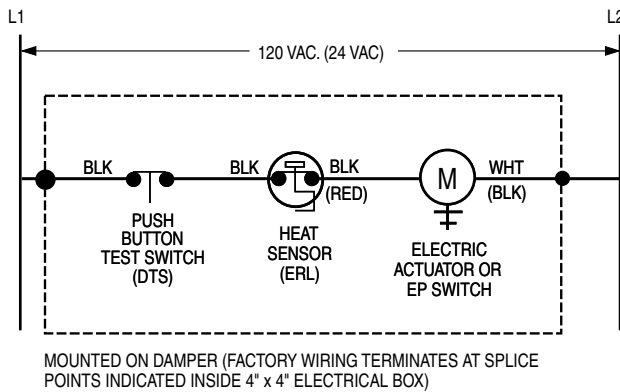 L1
L2
120 VAC. (24 VAC)
BLK
BLK
BLK
(RED)
M
WHT
(BLK)
PUSH
BUTTON
TEST SWITCH
(DTS)
HEAT
SENSOR
(ERL)
ELECTRIC
ACTUATOR OR
EP SWITCH
MOUNTED ON DAMPER (FACTORY WIRING TERMINATES AT SPLICE
POINTS INDICATED INSIDE 4" x 4" ELECTRICAL BOX)